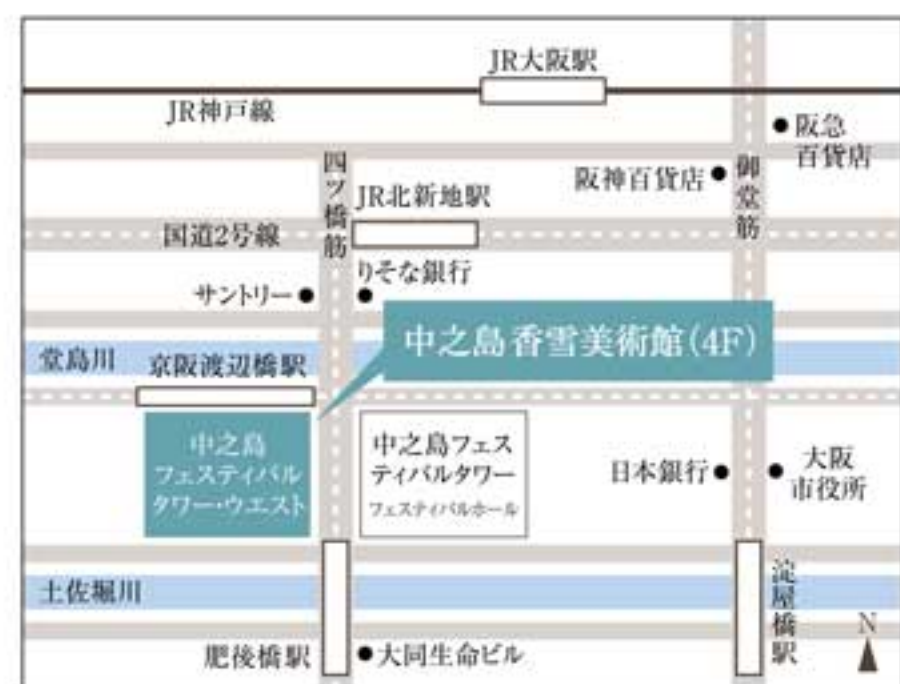 JR大阪駅
JR神戸線
阪急
百貨店
阪神百貨店
御堂筋
四ツ橋筋
JR北新地駅
国道2号線
りそな銀行
サントリー
中之島香雪美術館(4F)
堂島川
京阪渡辺橋駅
中之島
フェスティバル
タワー・ウエスト
中之島フェス
ティバルタワー
フェスティバルホール
日本銀行
大阪
市役所
土佐堀川
淀屋橋駅
N
肥後橋駅
大同生命ビル